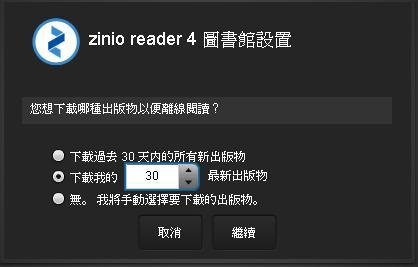 zinio reader 4 圖書館設置
您想下載哪種出版物以便離線閱讀？
下載過去 30 天內的所有新出版物
下載我的 30 最新出版物
無。 我將手動選擇要下載的出版物。
取消 繼續